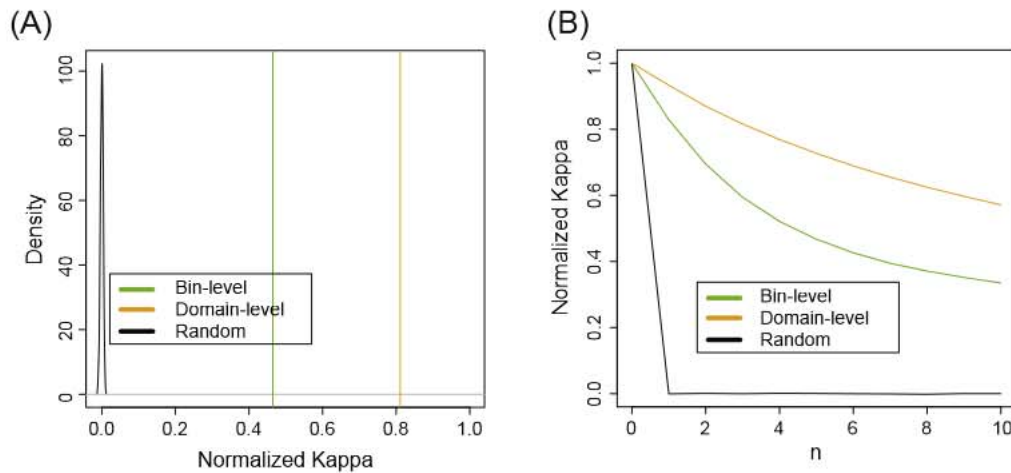 (A)
Density
0
20
40
60
80
100
Bin-level
Domain-level
Random
0.0 0.2 0.4 0.6 0.8 1.0
Normalized Kappa
(B)
Normalized Kappa
0.0
0.2
0.4
0.6
0.8
1.0
Bin-level
Domain-level
Random
0 2 4 6 8 10
n